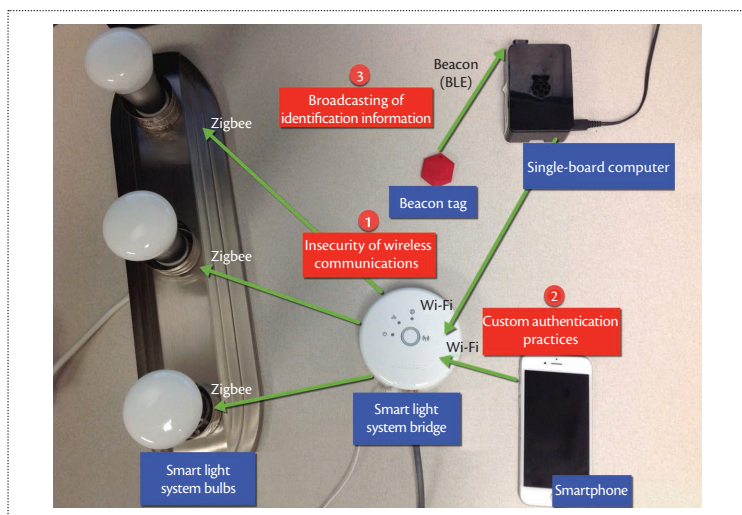 Beacon
(BLE)
3
Broadcasting of
identification information
Zigbee
Single-board computer
Beacon tag
1
Insecurity of wireless
communications
Zigbee
Wi-Fi
2
Custom authentication
practices
Wi-Fi
Zigbee
Smart light
system bridge
Smart light
system bulbs
Smartphone